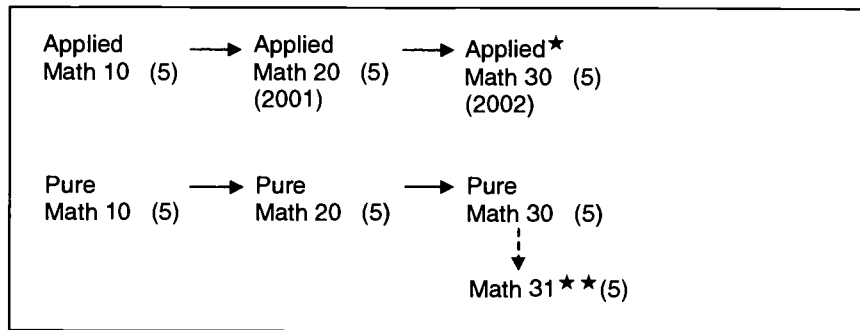 Applied Applied Applied★
Math 10 (5) Math 20 (5) Math 30 (5)
(2001) (2002)
Pure Pure Pure
Math 10 (5) Math 20 (5) Math 30 (5)
Math 31★★(5)